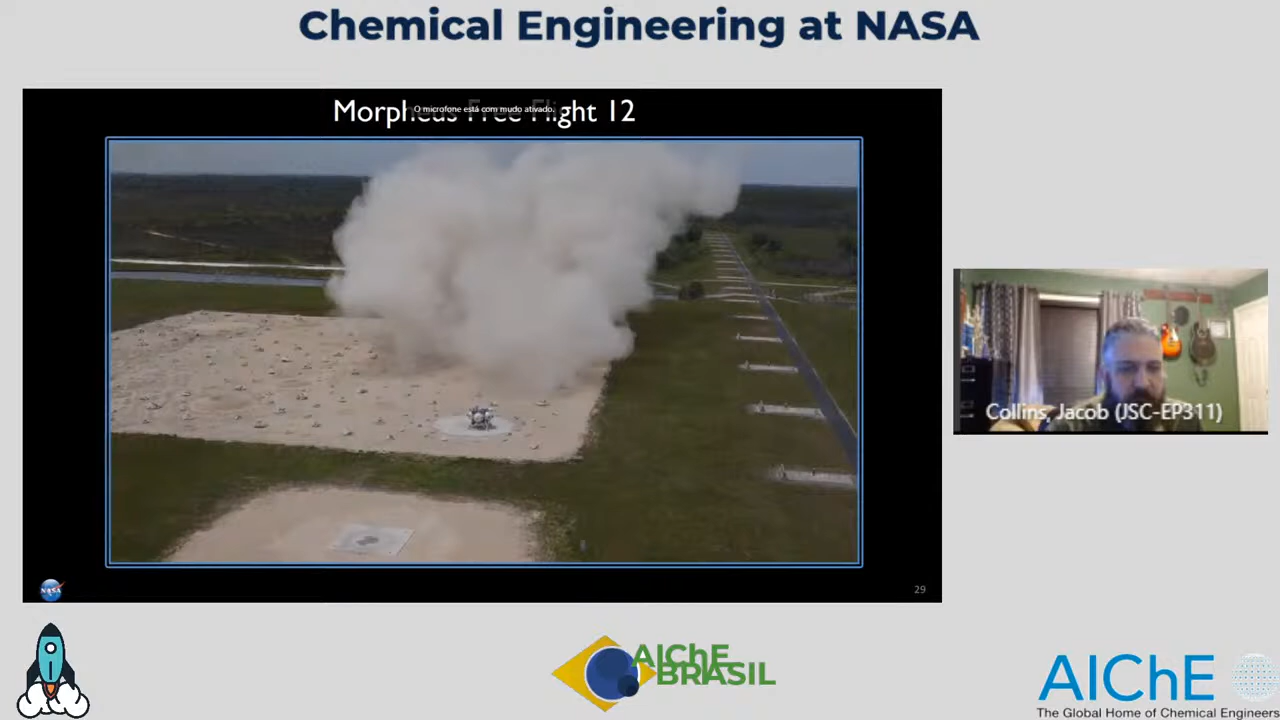 Chemical Engineering at NASA
Morpheus Free Flight 12
O microfone está com mudo ativado.
Collins, Jacob (JSC-EP311)
NASA
29
AIChE
BRASIL
AIChE
The Global Home of Chemical Engineers